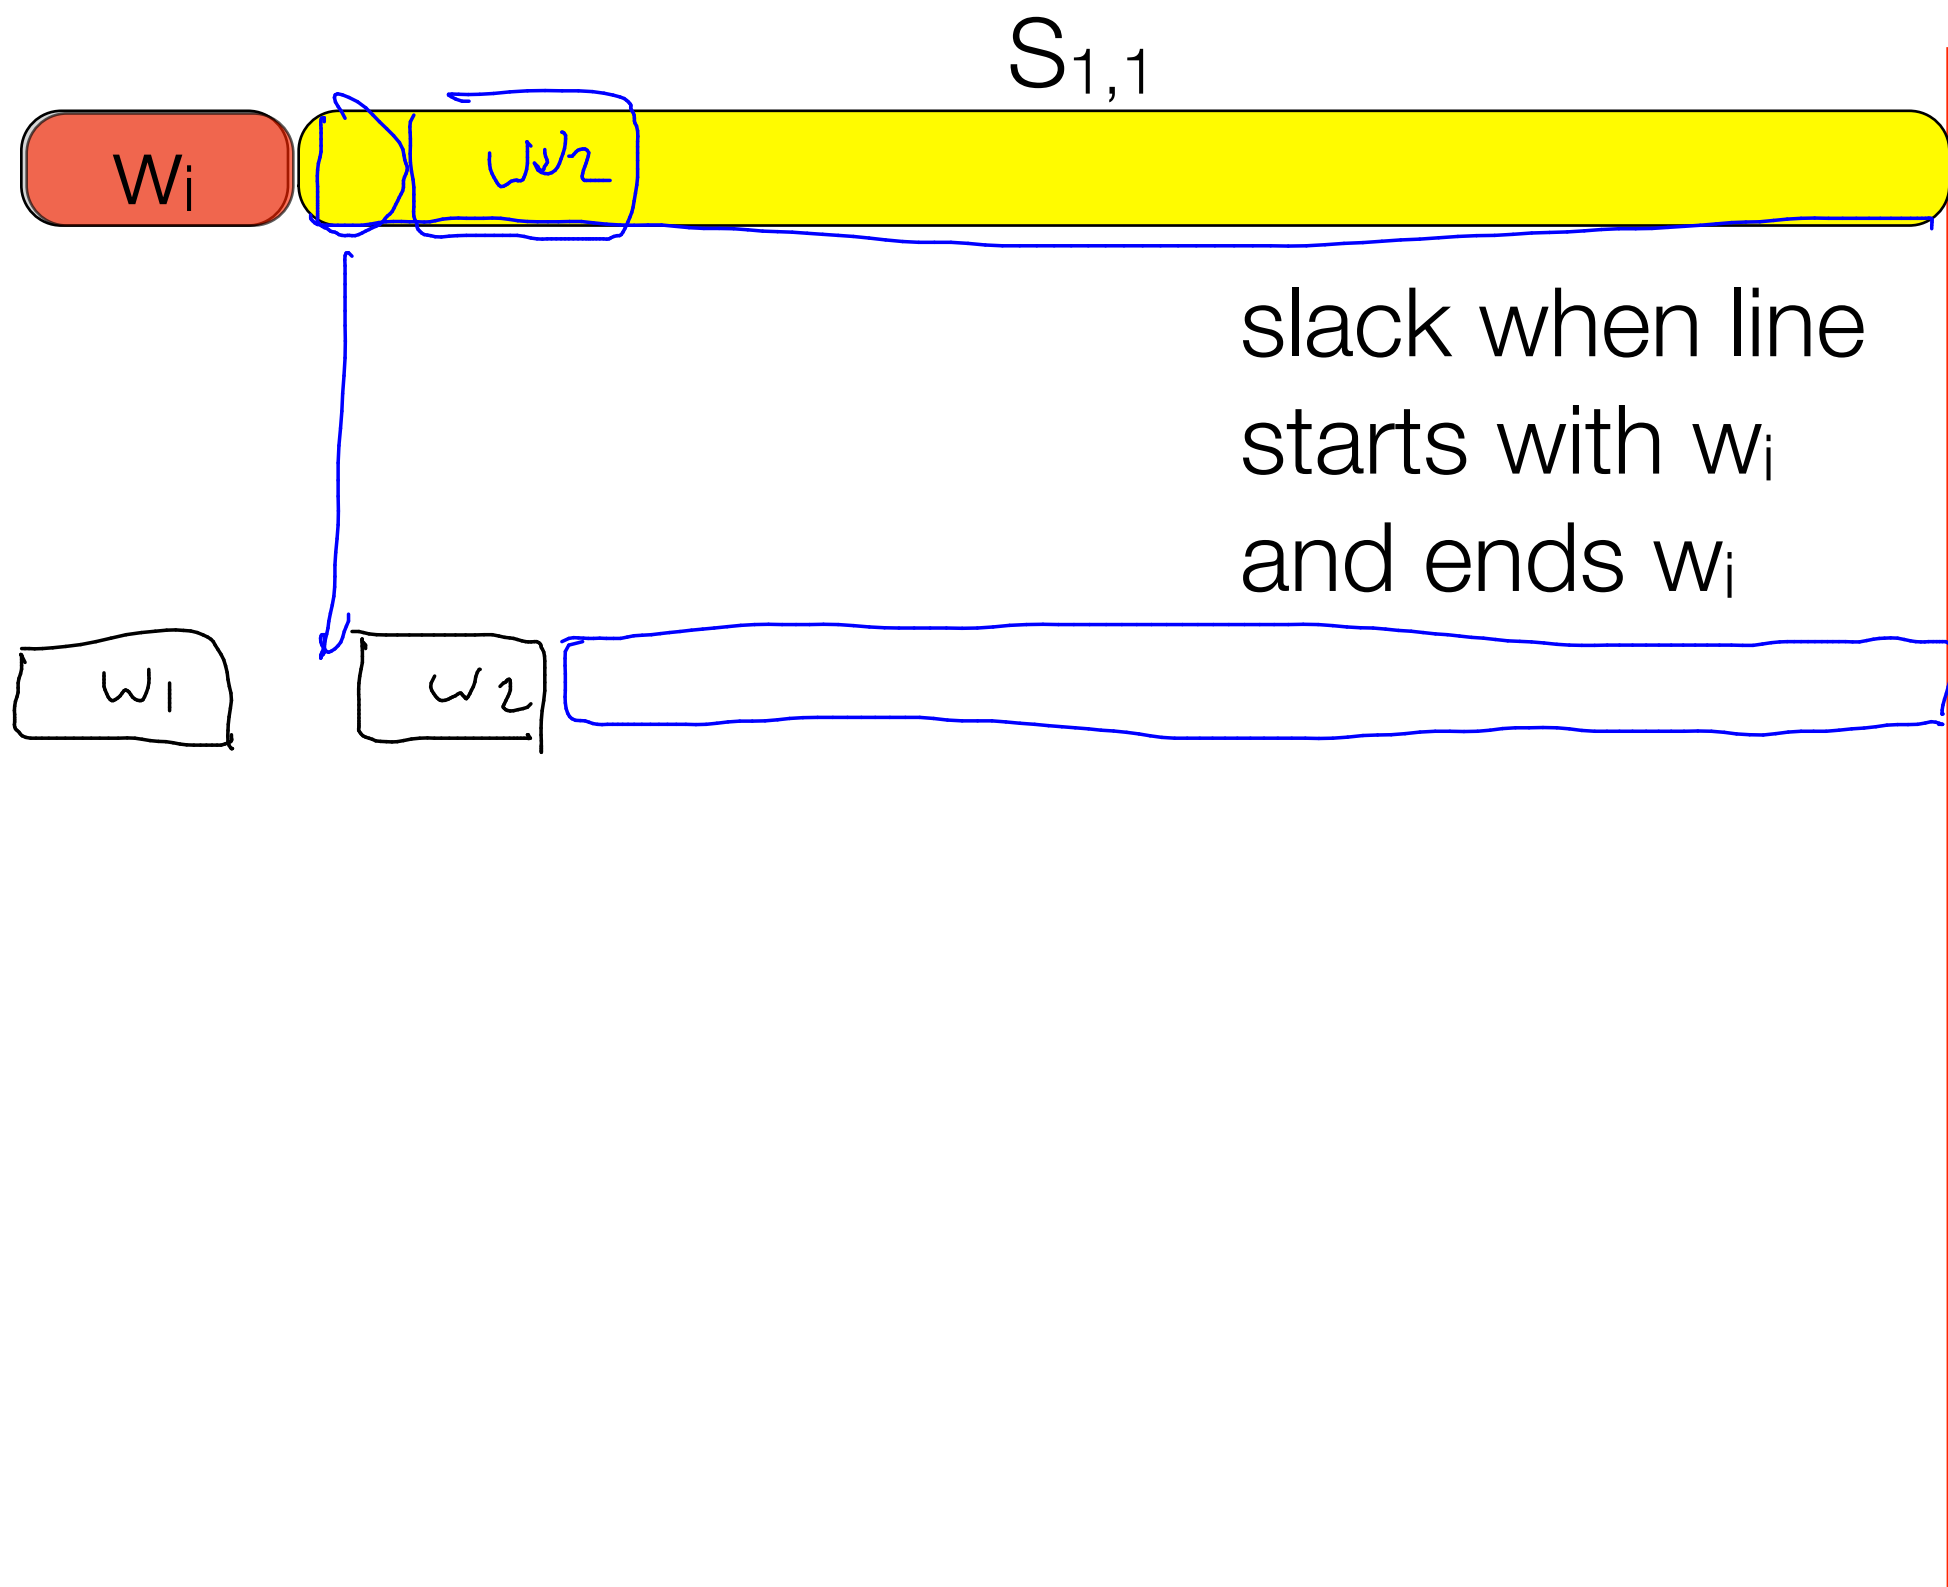 S₁,₁
wᵢ
w₂
slack when line
starts with wᵢ
and ends wᵢ
w₁ w₂